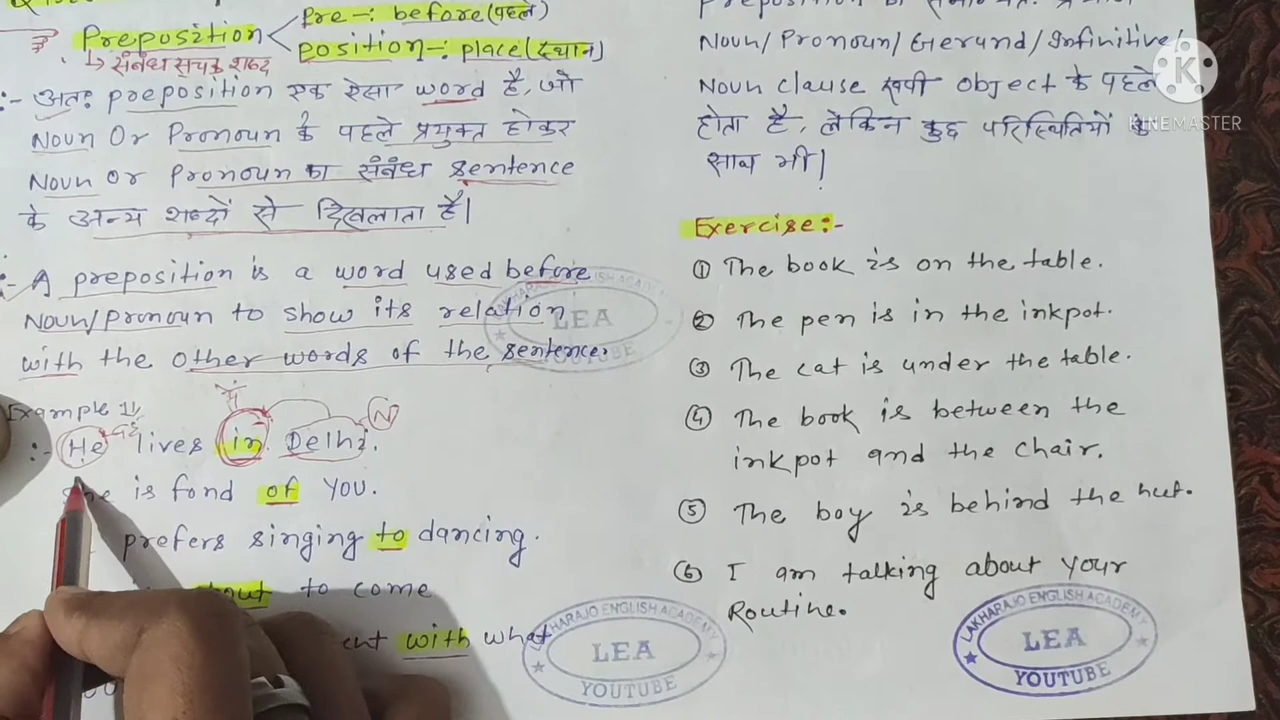 Preposition
Pre-: before (पहले)
position-: place (स्थान)
संबंध सूचक शब्द
:- अतः preposition एक ऐसा word है, जो
Noun Or Pronoun के पहले प्रयुक्त होकर
Noun or Pronoun का संबंध sentence
के अन्य शब्दों से दिखलाता है।
:- A preposition is a word used before
Noun/pronoun to show its relation
with the other words of the sentence.
Example
:- He lives in Delhi.
N
में
is fond of you.
prefers singing to dancing.
to come
with what
Noun/Pronoun/Gerund/Infinitive/
Noun clause रूपी object के पहले
होता है, लेकिन कुछ परिस्थितियों के
साथ भी।
Exercise:-
① The book is on the table.
② The pen is in the inkpot.
③ The cat is under the table.
④ The book is between the
inkpot and the chair.
⑤ The boy is behind the hut.
⑥ I am talking about your
Routine.
LAKHARAJO ENGLISH ACADEMY
LEA
YOUTUBE
LAKHARAJO ENGLISH ACADEMY
LEA
YOUTUBE
LEA
YOUTUBE
K
KINEMASTER